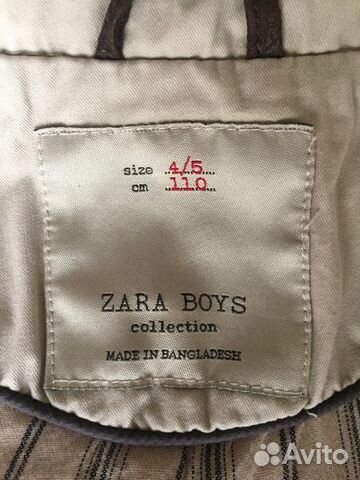 size 4/5
cm 110
ZARA BOYS
collection
MADE IN BANGLADESH
Avito